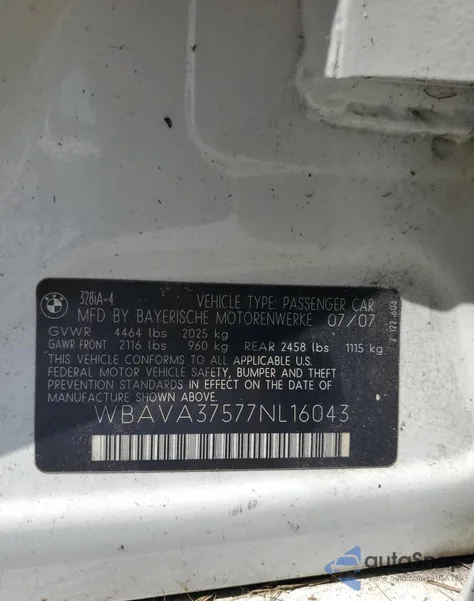 328iA-4
VEHICLE TYPE: PASSENGER CAR
MFD BY BAYERISCHE MOTORENWERKE 07/07
GVWR 4464 lbs 2025 kg
GAWR FRONT 2116 lbs 960 kg REAR 2458 lbs 1115 kg
THIS VEHICLE CONFORMS TO ALL APPLICABLE U.S.
FEDERAL MOTOR VEHICLE SAFETY, BUMPER AND THEFT
PREVENTION STANDARDS IN EFFECT ON THE DATE OF
MANUFACTURE SHOWN ABOVE.
WBAVA37577NL16043